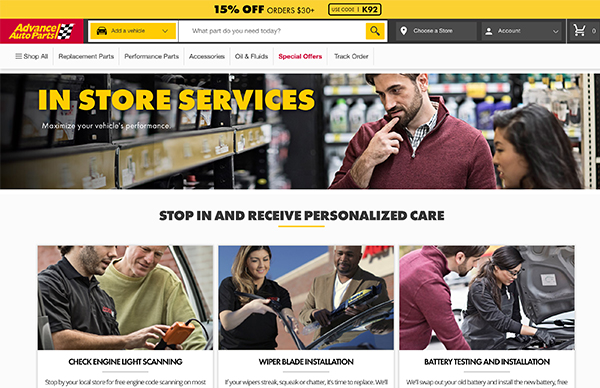 15% OFF ORDERS $30+ USE CODE | K92
Advance Auto Parts
Add a vehicle
What part do you need today?
Choose a Store
Account
0
Shop All
Replacement Parts
Performance Parts
Accessories
Oil & Fluids
Special Offers
Track Order
IN STORE SERVICES
Maximize your vehicle's performance.
STOP IN AND RECEIVE PERSONALIZED CARE
CHECK ENGINE LIGHT SCANNING
Stop by your local store for free engine code scanning on most
WIPER BLADE INSTALLATION
If your wipers streak, squeak or chatter, it's time to replace. We'll
BATTERY TESTING AND INSTALLATION
We'll swap out your old battery and install the new battery, free